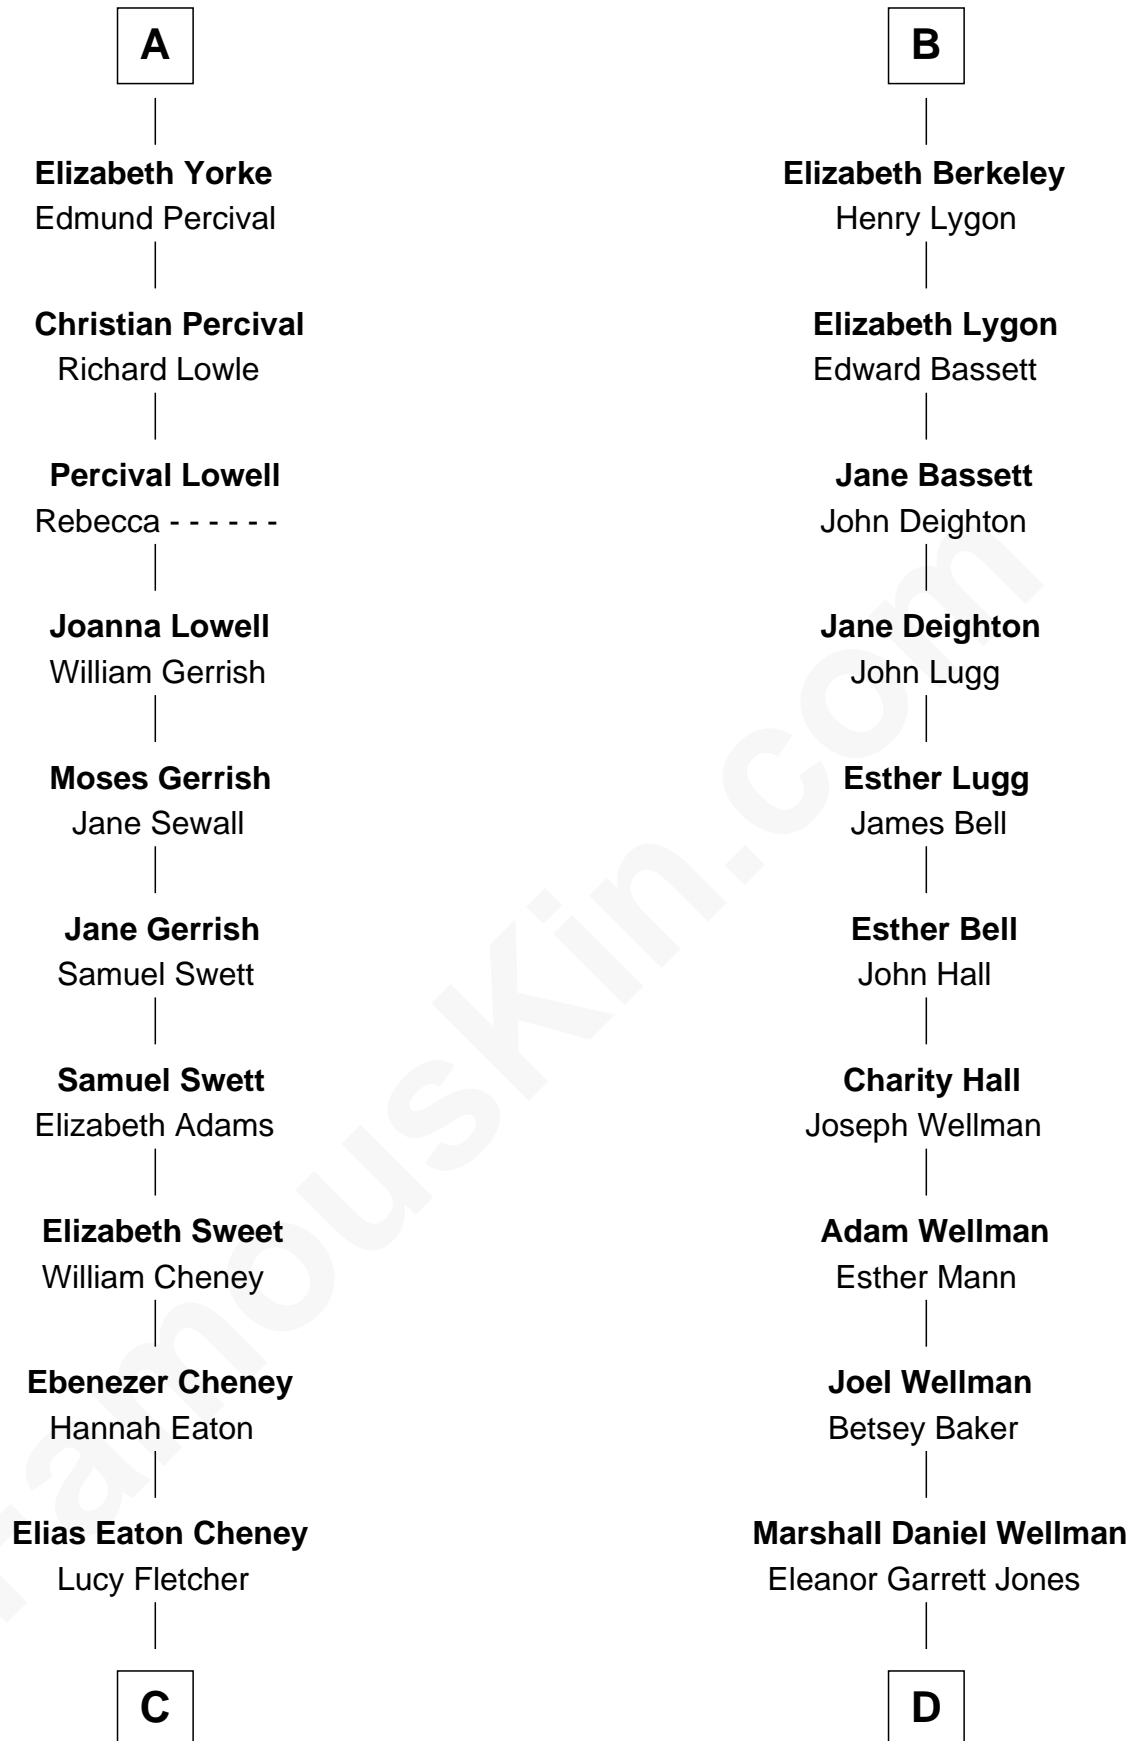 A
Elizabeth Yorke
Edmund Percival
Christian Percival
Richard Lowle
Percival Lowell
Rebecca - - - - - -
Joanna Lowell
William Gerrish
Moses Gerrish
Jane Sewall
Jane Gerrish
Samuel Swett
Samuel Swett
Elizabeth Adams
Elizabeth Sweet
William Cheney
Ebenezer Cheney
Hannah Eaton
Elias Eaton Cheney
Lucy Fletcher
C
B
Elizabeth Berkeley
Henry Lygon
Elizabeth Lygon
Edward Bassett
Jane Bassett
John Deighton
Jane Deighton
John Lugg
Esther Lugg
James Bell
Esther Bell
John Hall
Charity Hall
Joseph Wellman
Adam Wellman
Esther Mann
Joel Wellman
Betsey Baker
Marshall Daniel Wellman
Eleanor Garrett Jones
D
FamousKin.com